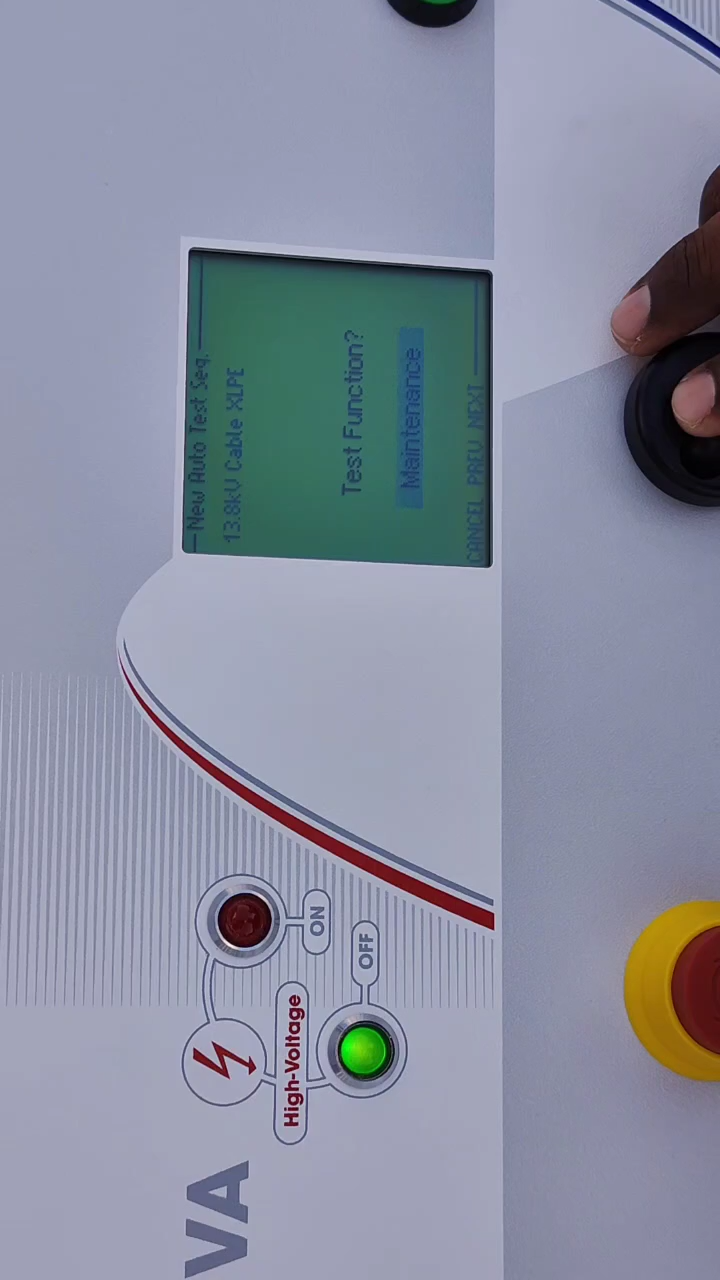 New Auto Test Seq.
13.8kV Cable XLPE
Test Function?
Maintenance
CANCEL PREV NEXT
ON
High-Voltage
OFF
VA